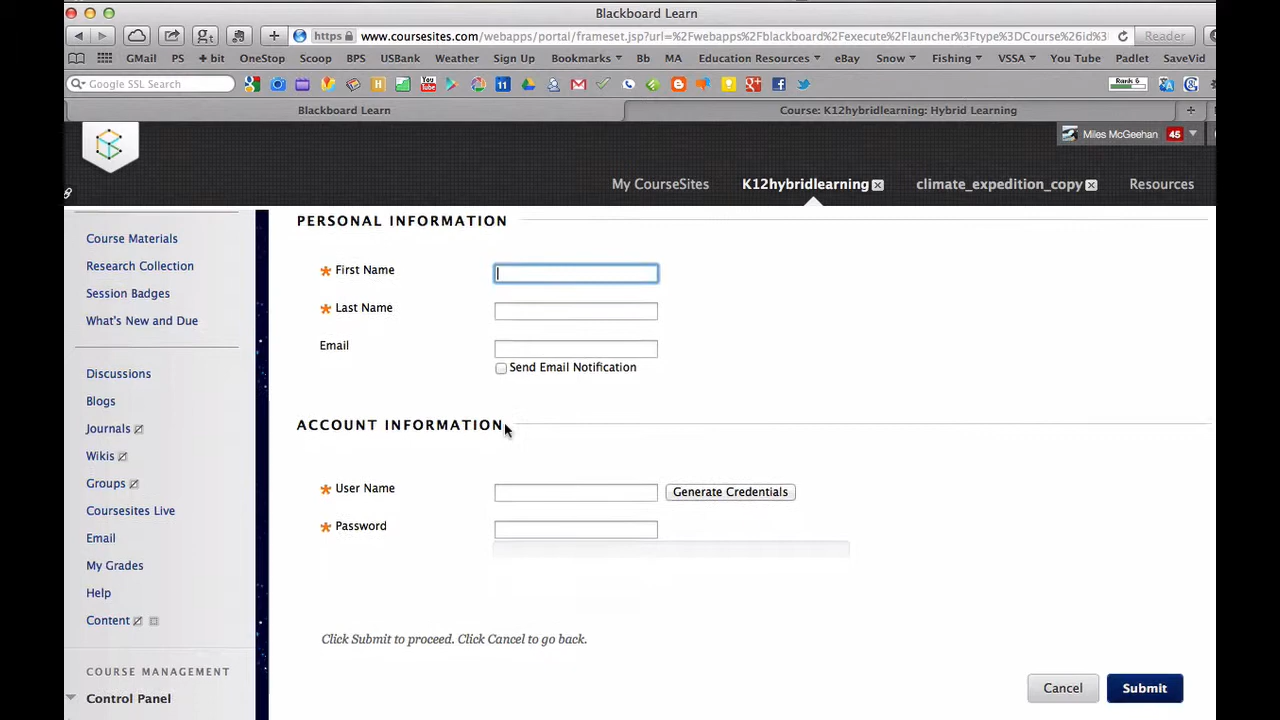 Blackboard Learn
https www.coursesites.com/webapps/portal/frameset.jsp?url=%2Fwebapps%2Fblackboard%2Fexecute%2Flauncher%3Ftype%3DCourse%26id%3 Reader
GMail PS + bit OneStop Scoop BPS USBank Weather Sign Up Bookmarks Bb MA Education Resources eBay Snow Fishing VSSA You Tube Padlet SaveVid
Google SSL Search You Tube 11 Rank 6
Blackboard Learn Course: K12hybridlearning: Hybrid Learning
Miles McGeehan 45
My CourseSites K12hybridlearning climate_expedition_copy Resources
Course Materials
Research Collection
Session Badges
What's New and Due
Discussions
Blogs
Journals
Wikis
Groups
Coursesites Live
Email
My Grades
Help
Content
COURSE MANAGEMENT
Control Panel
PERSONAL INFORMATION
* First Name
* Last Name
Email
Send Email Notification
ACCOUNT INFORMATION
* User Name Generate Credentials
* Password
Click Submit to proceed. Click Cancel to go back.
Cancel Submit